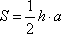 S = 1/2 h · a